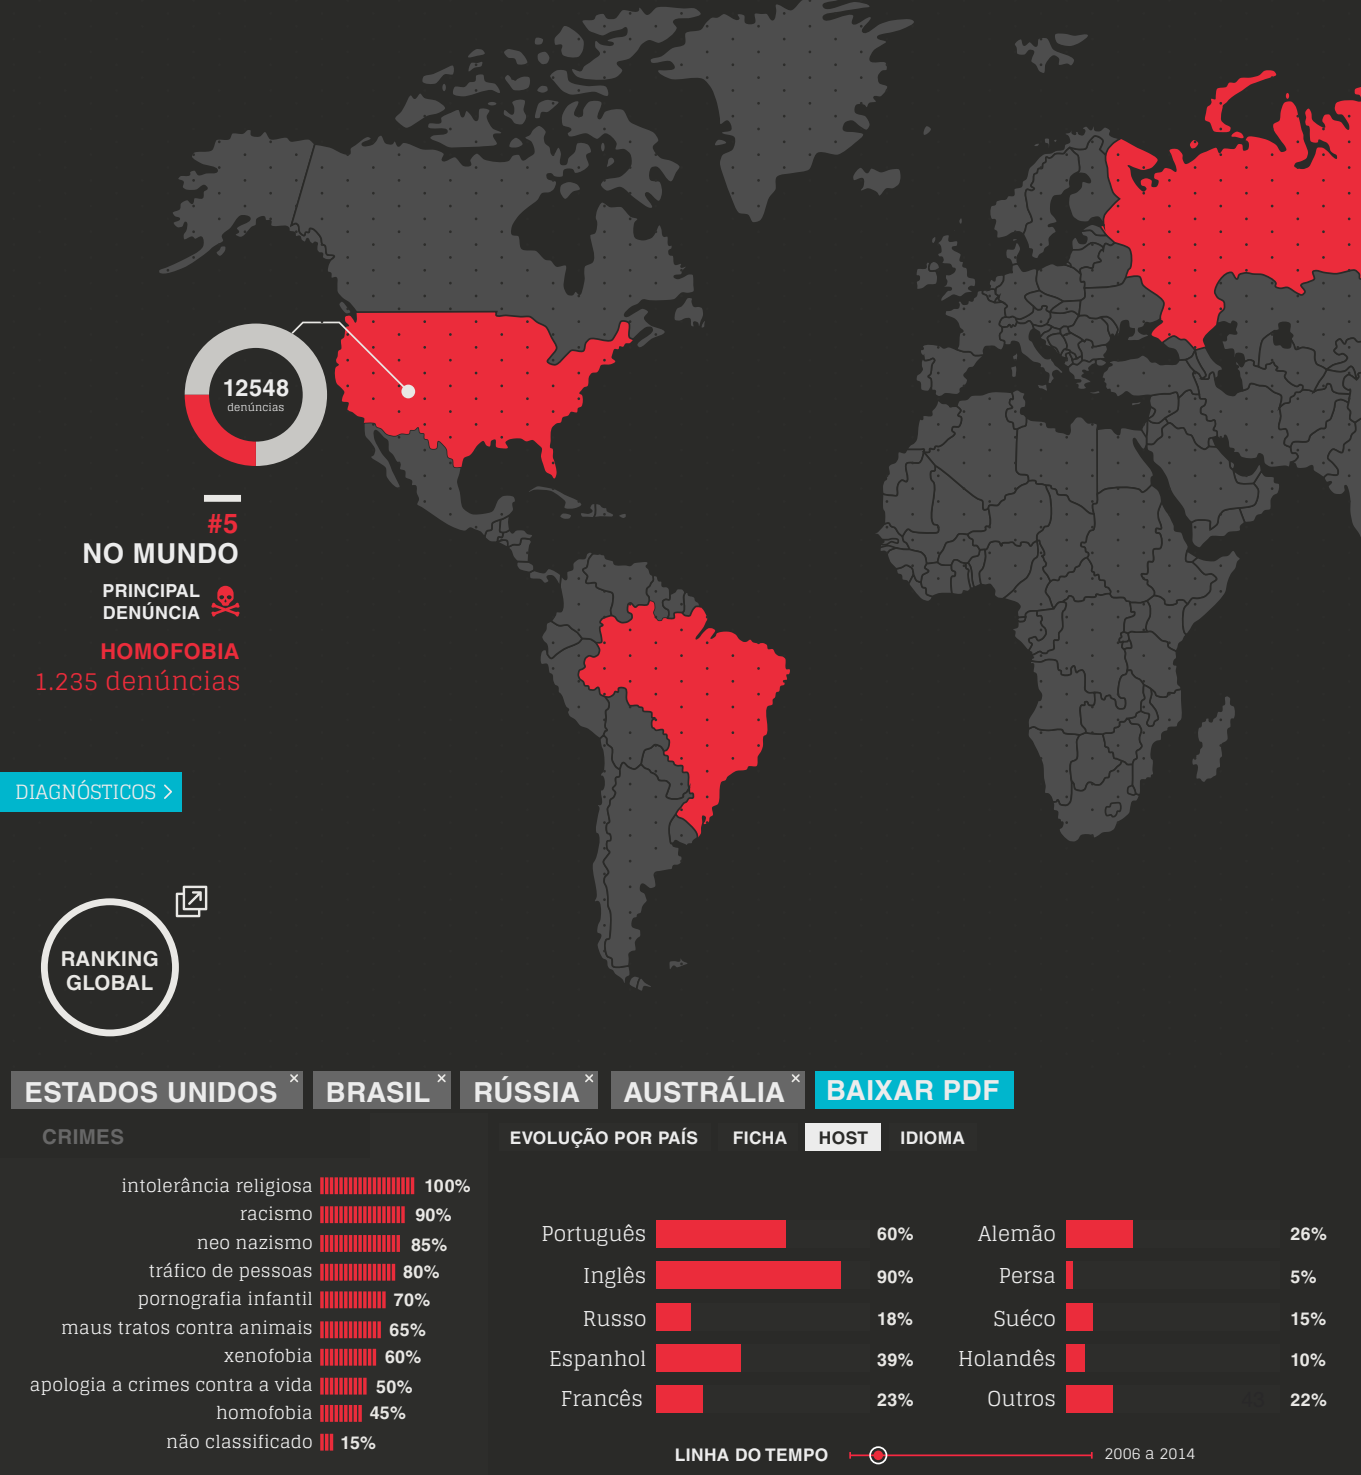 12548
denúncias
#5
NO MUNDO
PRINCIPAL
DENÚNCIA
HOMOFOBIA
1.235 denúncias
DIAGNÓSTICOS >
RANKING
GLOBAL
ESTADOS UNIDOS × BRASIL × RÚSSIA × AUSTRÁLIA × BAIXAR PDF
CRIMES
intolerância religiosa 100%
racismo 90%
neo nazismo 85%
tráfico de pessoas 80%
pornografia infantil 70%
maus tratos contra animais 65%
xenofobia 60%
apologia a crimes contra a vida 50%
homofobia 45%
não classificado 15%
EVOLUÇÃO POR PAÍS FICHA HOST IDIOMA
Português 60%
Inglês 90%
Russo 18%
Espanhol 39%
Francês 23%
Alemão 26%
Persa 5%
Suéco 15%
Holandês 10%
Outros 43 22%
LINHA DO TEMPO 2006 a 2014